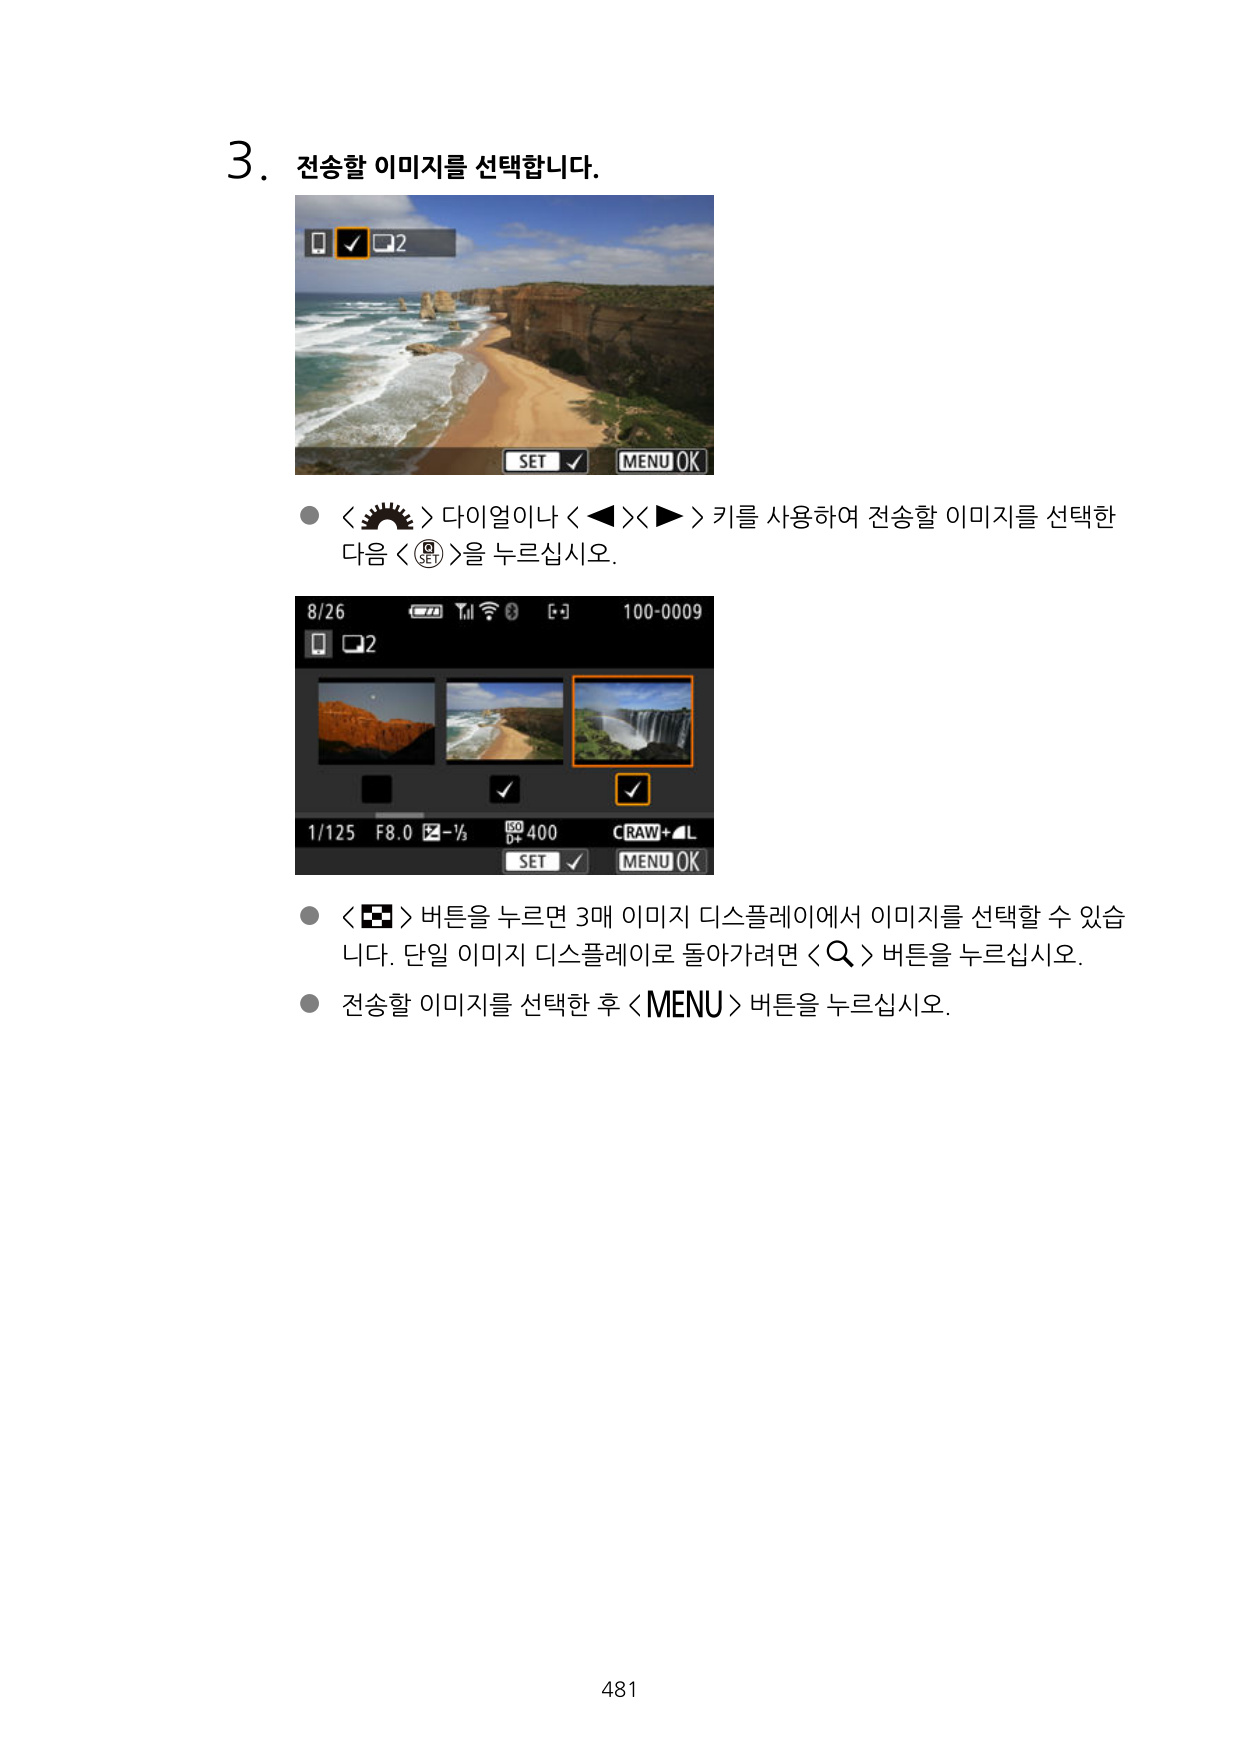 3. 전송할 이미지를 선택합니다.
2
SET MENU OK
< > 다이얼이나 < ◀ >< ▶ > 키를 사용하여 전송할 이미지를 선택한
다음 < Q SET >을 누르십시오.
8/26 100-0009
2
1/125 F8.0 -⅓ ISO D+ 400 CRAW+L
SET MENU OK
< > 버튼을 누르면 3매 이미지 디스플레이에서 이미지를 선택할 수 있습
니다. 단일 이미지 디스플레이로 돌아가려면 < > 버튼을 누르십시오.
전송할 이미지를 선택한 후 < MENU > 버튼을 누르십시오.
481